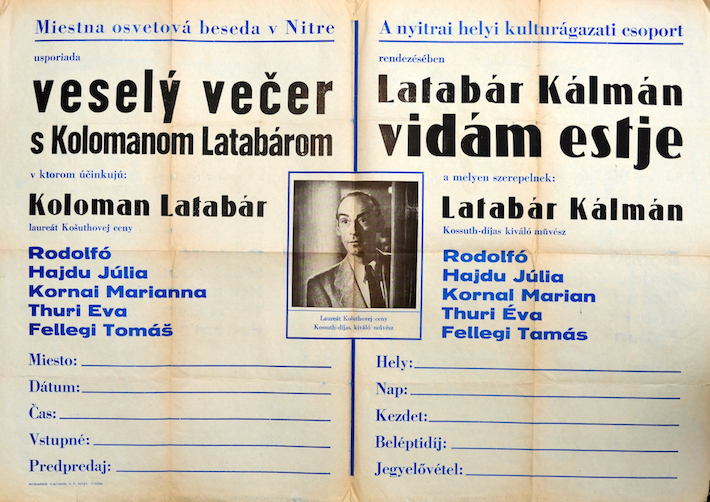 Miestna osvetová beseda v Nitre
usporiada
veselý večer
s Kolomanom Latabárom
v ktorom účinkujú:
Koloman Latabár
laureát Košuthovej ceny
Rodolfó
Hajdu Júlia
Kornai Marianna
Thuri Eva
Fellegi Tomáš
Miesto:
Dátum:
Čas:
Vstupné:
Predpredaj:
A nyitrai helyi kulturágazati csoport
rendezésében
Latabár Kálmán
vidám estje
a melyen szerepelnek:
Latabár Kálmán
Kossuth-díjas kiváló művész
Rodolfó
Hajdu Júlia
Kornai Marian
Thuri Éva
Fellegi Tamás
Hely:
Nap:
Kezdet:
Beléptidíj:
Jegyelővétel:
Laureát Košuthovej ceny
Kossuth-díjas kiváló művész